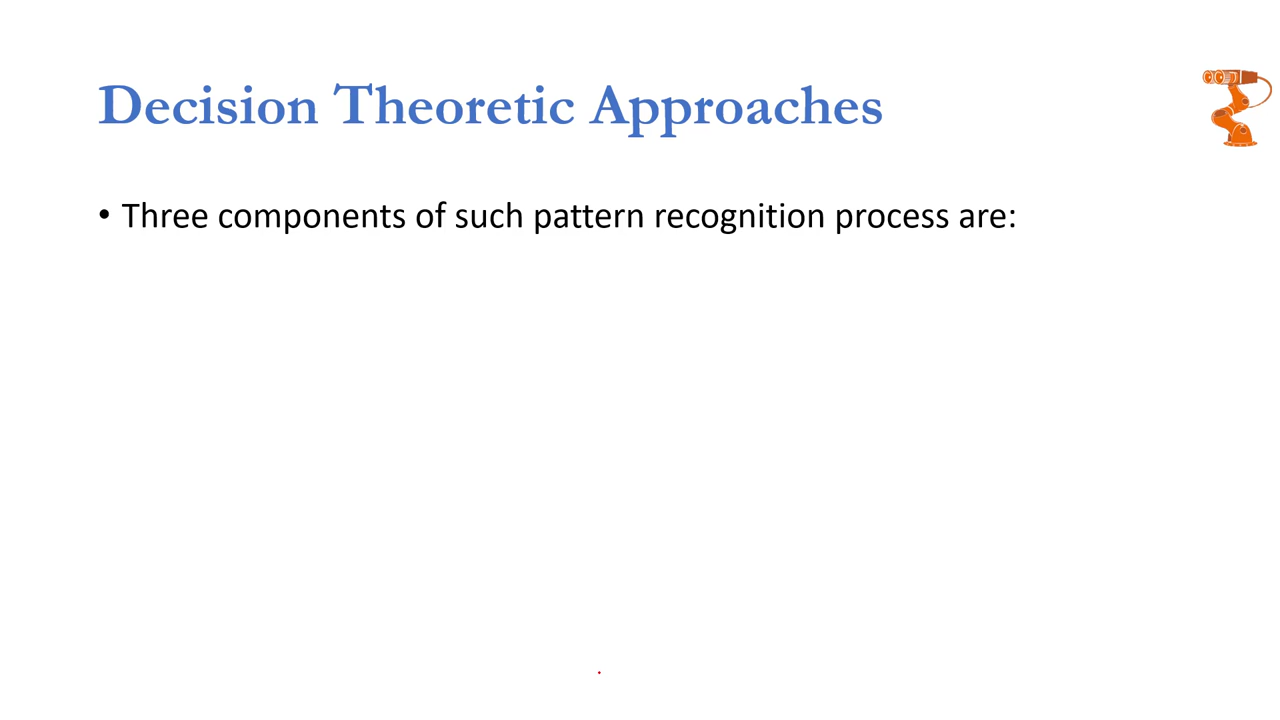 Decision Theoretic Approaches
• Three components of such pattern recognition process are: